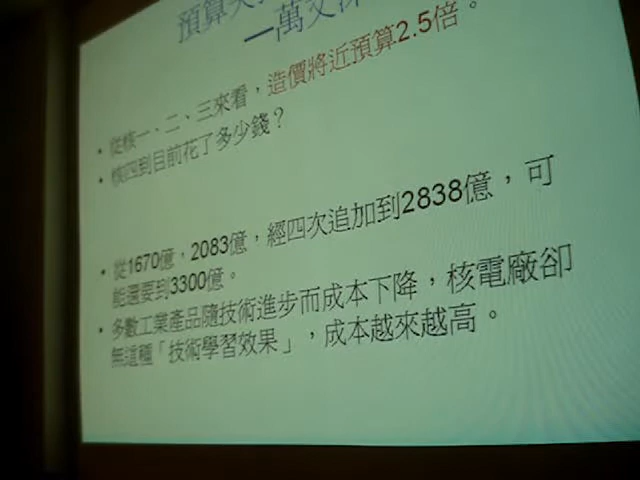 預算
一萬
• 從核一、二、三來看，造價將近預算2.5倍。
• 核四到目前花了多少錢？
• 從1670億，2083億，經四次追加到2838億，可
能還要到3300億。
• 多數工業產品隨技術進步而成本下降，核電廠卻
無這種「技術學習效果」，成本越來越高。